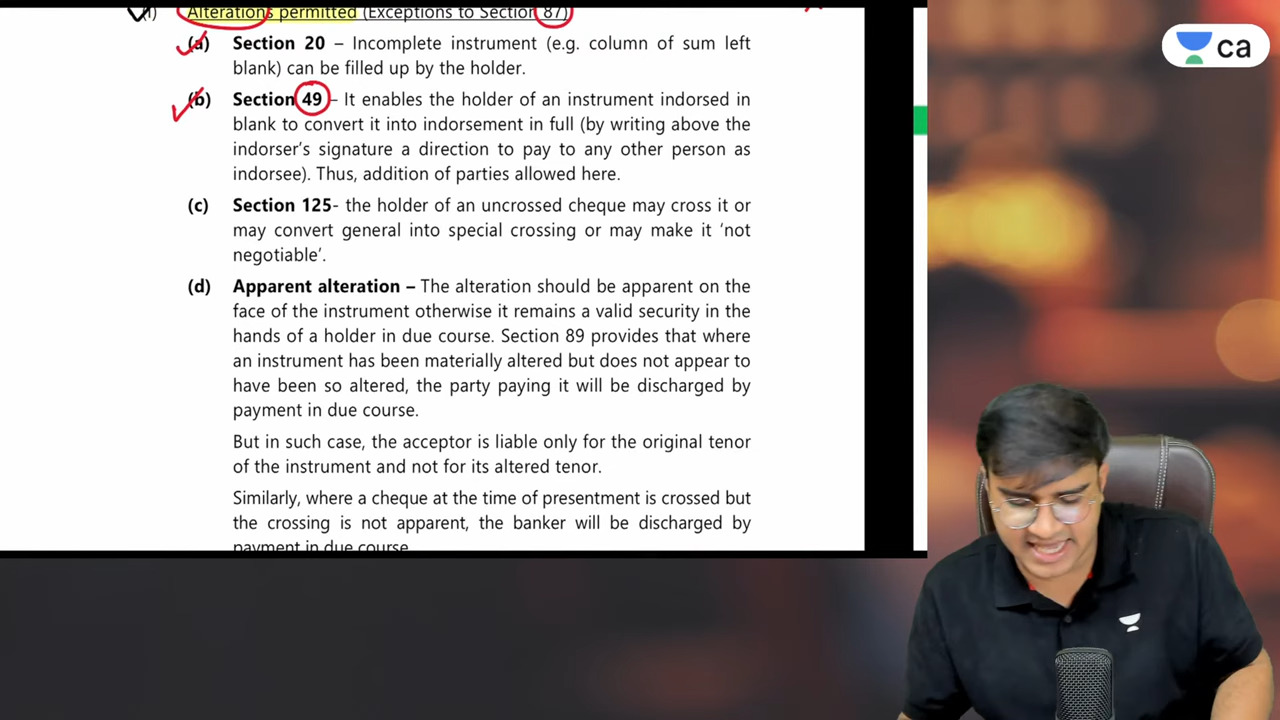 (1) Alterations permitted (Exceptions to Section 87)
(a) Section 20 – Incomplete instrument (e.g. column of sum left
blank) can be filled up by the holder.
(b) Section 49 – It enables the holder of an instrument indorsed in
blank to convert it into indorsement in full (by writing above the
indorser’s signature a direction to pay to any other person as
indorsee). Thus, addition of parties allowed here.
(c) Section 125- the holder of an uncrossed cheque may cross it or
may convert general into special crossing or may make it ‘not
negotiable’.
(d) Apparent alteration – The alteration should be apparent on the
face of the instrument otherwise it remains a valid security in the
hands of a holder in due course. Section 89 provides that where
an instrument has been materially altered but does not appear to
have been so altered, the party paying it will be discharged by
payment in due course.
But in such case, the acceptor is liable only for the original tenor
of the instrument and not for its altered tenor.
Similarly, where a cheque at the time of presentment is crossed but
the crossing is not apparent, the banker will be discharged by
payment in due course
ca